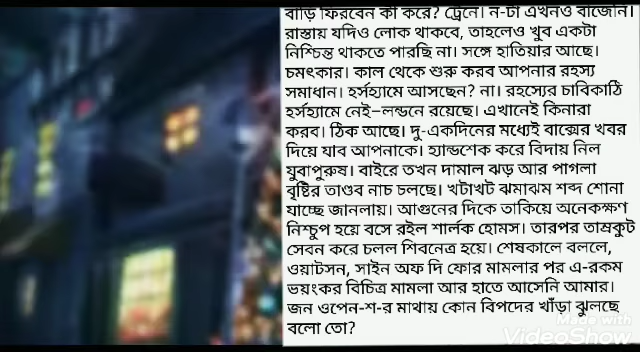 বাড়ি ফিরবেন কী করে? ট্রেনে। ন-টা এখনও বাজেনি।
রাস্তায় যদিও লোক থাকবে, তাহলেও খুব একটা
নিশ্চিন্ত থাকতে পারছি না। সঙ্গে হাতিয়ার আছে।
চমৎকার। কাল থেকে শুরু করব আপনার রহস্য
সমাধান। হর্সহ্যামে আসছেন? না। রহস্যের চাবিকাঠি
হর্সহ্যামে নেই–লন্ডনে রয়েছে। এখানেই কিনারা
করব। ঠিক আছে। দু-একদিনের মধ্যেই বাক্সের খবর
দিয়ে যাব আপনাকে। হ্যান্ডশেক করে বিদায় নিল
যুবাপুরুষ। বাইরে তখন দামাল ঝড় আর পাগলা
বৃষ্টির তাণ্ডব নাচ চলছে। খটাখট ঝমাঝম শব্দ শোনা
যাচ্ছে জানলায়। আগুনের দিকে তাকিয়ে অনেকক্ষণ
নিশ্চুপ হয়ে বসে রইল শার্লক হোমস। তারপর তাম্রকুট
সেবন করে চলল শিবনেত্র হয়ে। শেষকালে বললে,
ওয়াটসন, সাইন অফ দি ফোর মামলার পর এ-রকম
ভয়ংকর বিচিত্র মামলা আর হাতে আসেনি আমার।
জন ওপেন-শ-র মাথায় কোন বিপদের খাঁড়া ঝুলছে
বলো তো?
Made with
VideoShow